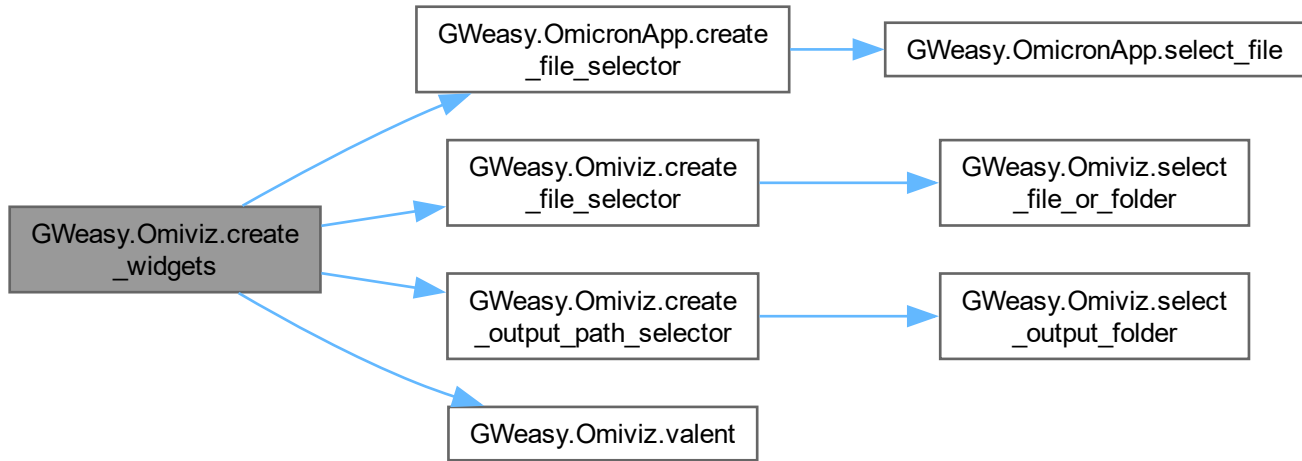 GWeasy.Omiviz.create
_widgets
GWeasy.OmicronApp.create
_file_selector
GWeasy.OmicronApp.select_file
GWeasy.Omiviz.create
_file_selector
GWeasy.Omiviz.select
_file_or_folder
GWeasy.Omiviz.create
_output_path_selector
GWeasy.Omiviz.select
_output_folder
GWeasy.Omiviz.valent